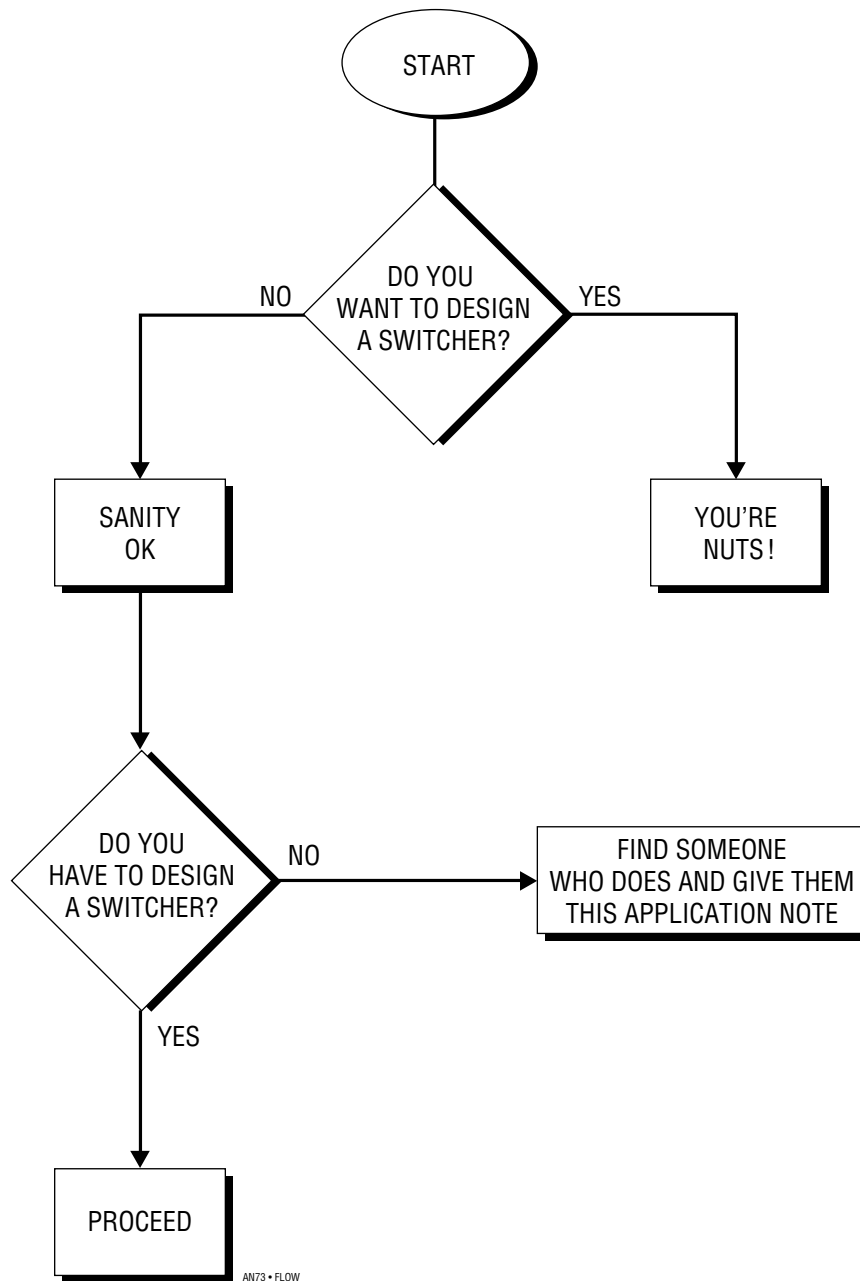 START
DO YOU
WANT TO DESIGN
A SWITCHER?
NO
YES
SANITY
OK
YOU'RE
NUTS!
DO YOU
HAVE TO DESIGN
A SWITCHER?
NO
FIND SOMEONE
WHO DOES AND GIVE THEM
THIS APPLICATION NOTE
YES
PROCEED
AN73 • FLOW